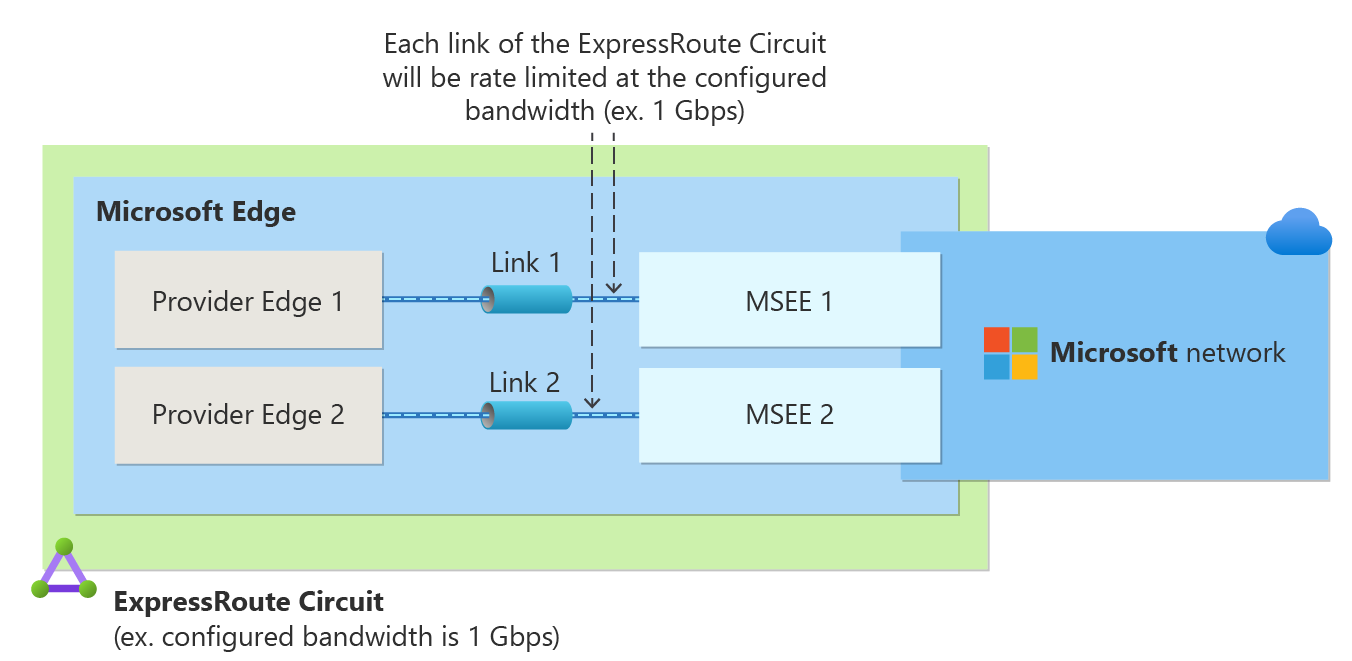 Each link of the ExpressRoute Circuit
will be rate limited at the configured
bandwidth (ex. 1 Gbps)
Microsoft Edge
Link 1
Provider Edge 1
MSEE 1
Microsoft network
Link 2
Provider Edge 2
MSEE 2
ExpressRoute Circuit
(ex. configured bandwidth is 1 Gbps)